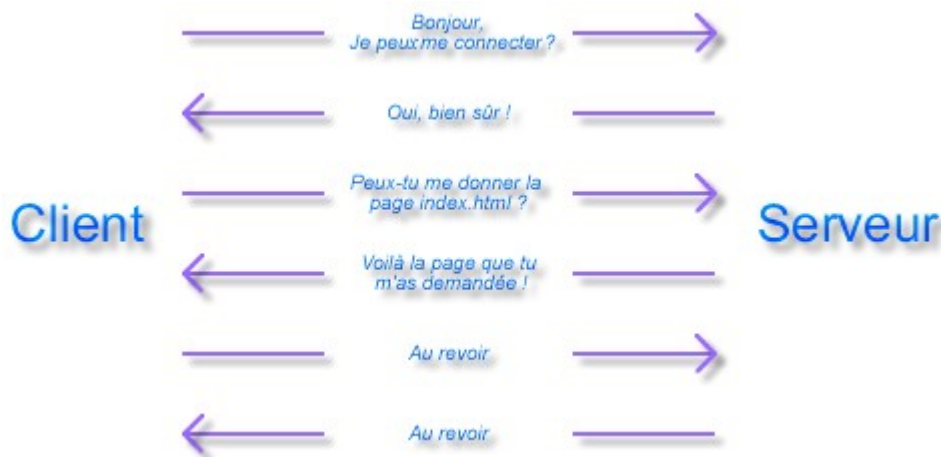 Bonjour,
Je peux me connecter ?
Oui, bien sûr !
Peux-tu me donner la
page index.html ?
Client
Serveur
Voilà la page que tu
m'as demandée !
Au revoir
Au revoir